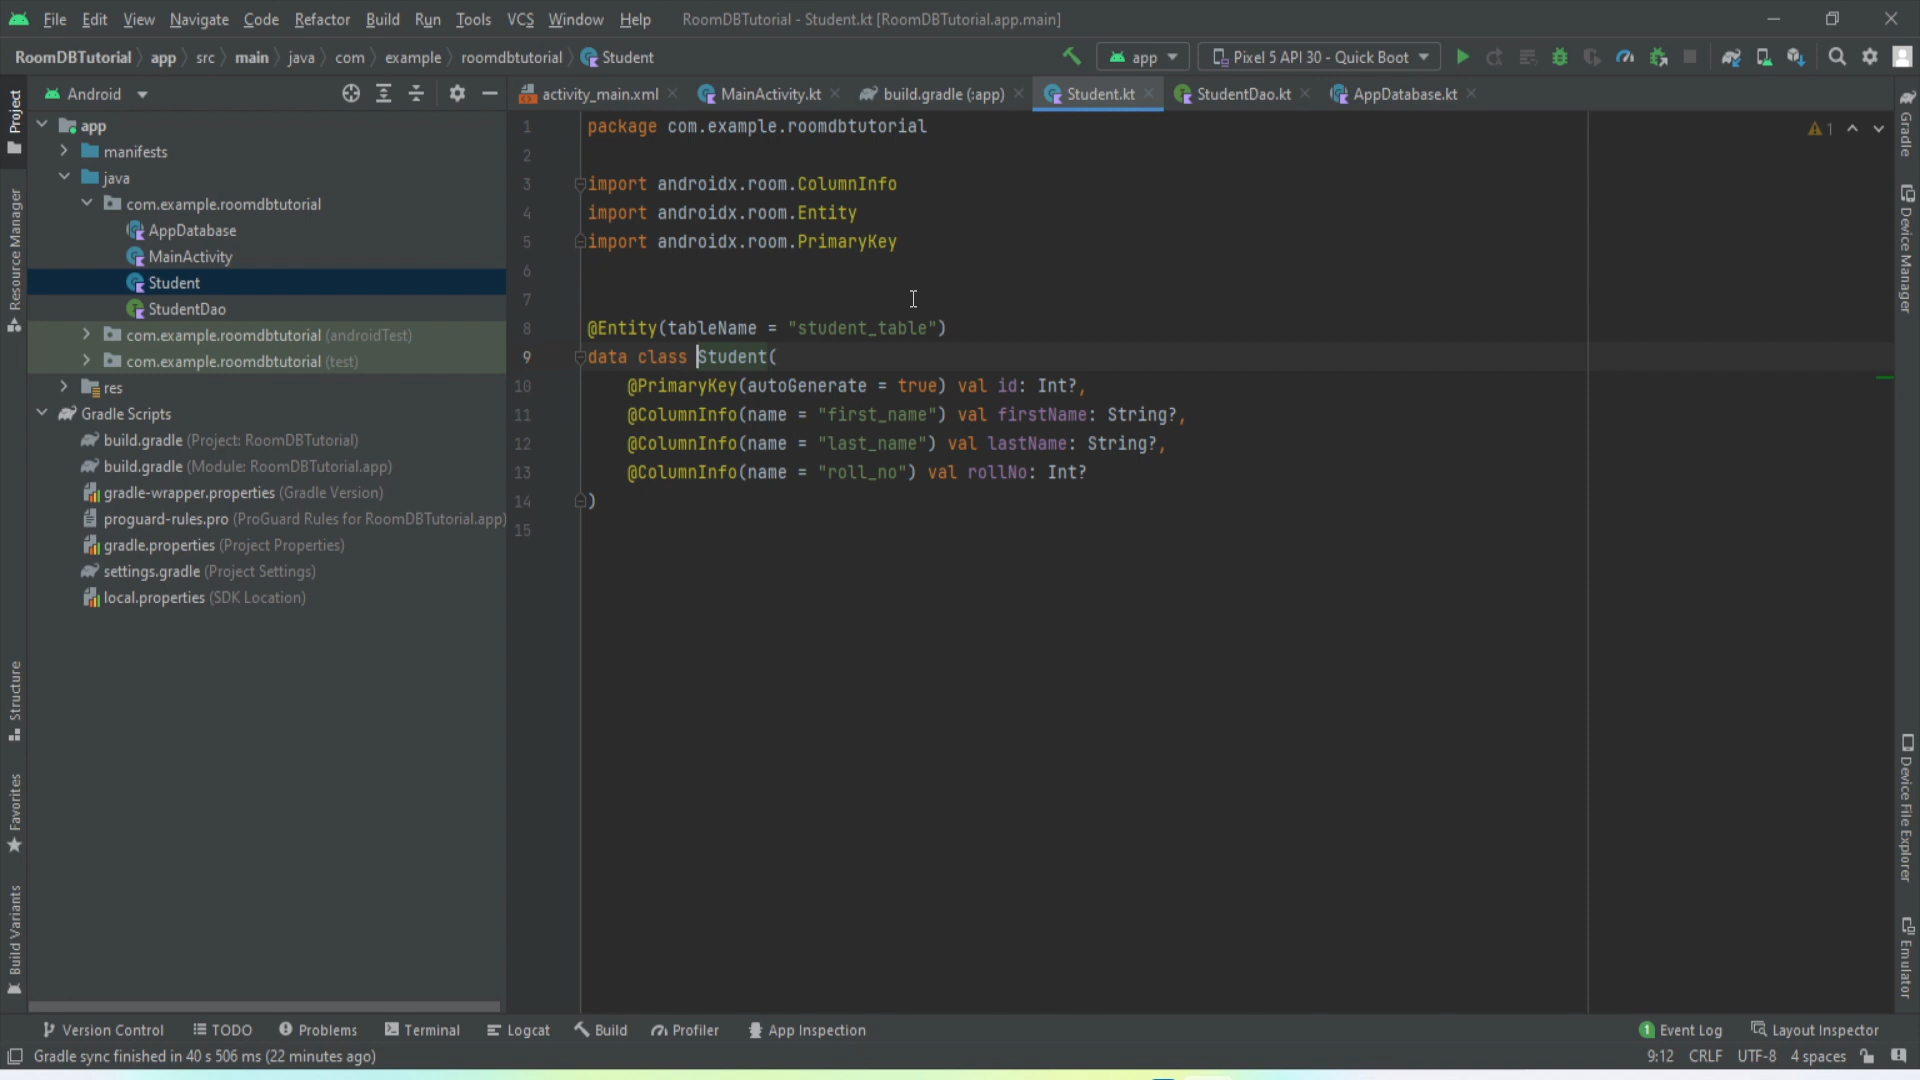 File Edit View Navigate Code Refactor Build Run Tools VCS Window Help RoomDBTutorial - Student.kt [RoomDBTutorial.app.main]
RoomDBTutorial app src main java com example roomdbtutorial Student app Pixel 5 API 30 - Quick Boot
Project
Resource Manager
Structure
Favorites
Build Variants
Android
app
manifests
java
com.example.roomdbtutorial
AppDatabase
MainActivity
Student
StudentDao
com.example.roomdbtutorial (androidTest)
com.example.roomdbtutorial (test)
res
Gradle Scripts
build.gradle (Project: RoomDBTutorial)
build.gradle (Module: RoomDBTutorial.app)
gradle-wrapper.properties (Gradle Version)
proguard-rules.pro (ProGuard Rules for RoomDBTutorial.app)
gradle.properties (Project Properties)
settings.gradle (Project Settings)
local.properties (SDK Location)
activity_main.xml MainActivity.kt build.gradle (:app) Student.kt StudentDao.kt AppDatabase.kt
1 package com.example.roomdbtutorial
1
2
3 import androidx.room.ColumnInfo
4 import androidx.room.Entity
5 import androidx.room.PrimaryKey
6
7
8 @Entity(tableName = "student_table")
9 data class Student(
10 @PrimaryKey(autoGenerate = true) val id: Int?,
11 @ColumnInfo(name = "first_name") val firstName: String?,
12 @ColumnInfo(name = "last_name") val lastName: String?,
13 @ColumnInfo(name = "roll_no") val rollNo: Int?
14 )
15
Gradle
Device Manager
Device File Explorer
Emulator
Version Control TODO Problems Terminal Logcat Build Profiler App Inspection 1 Event Log Layout Inspector
Gradle sync finished in 40 s 506 ms (22 minutes ago) 9:12 CRLF UTF-8 4 spaces